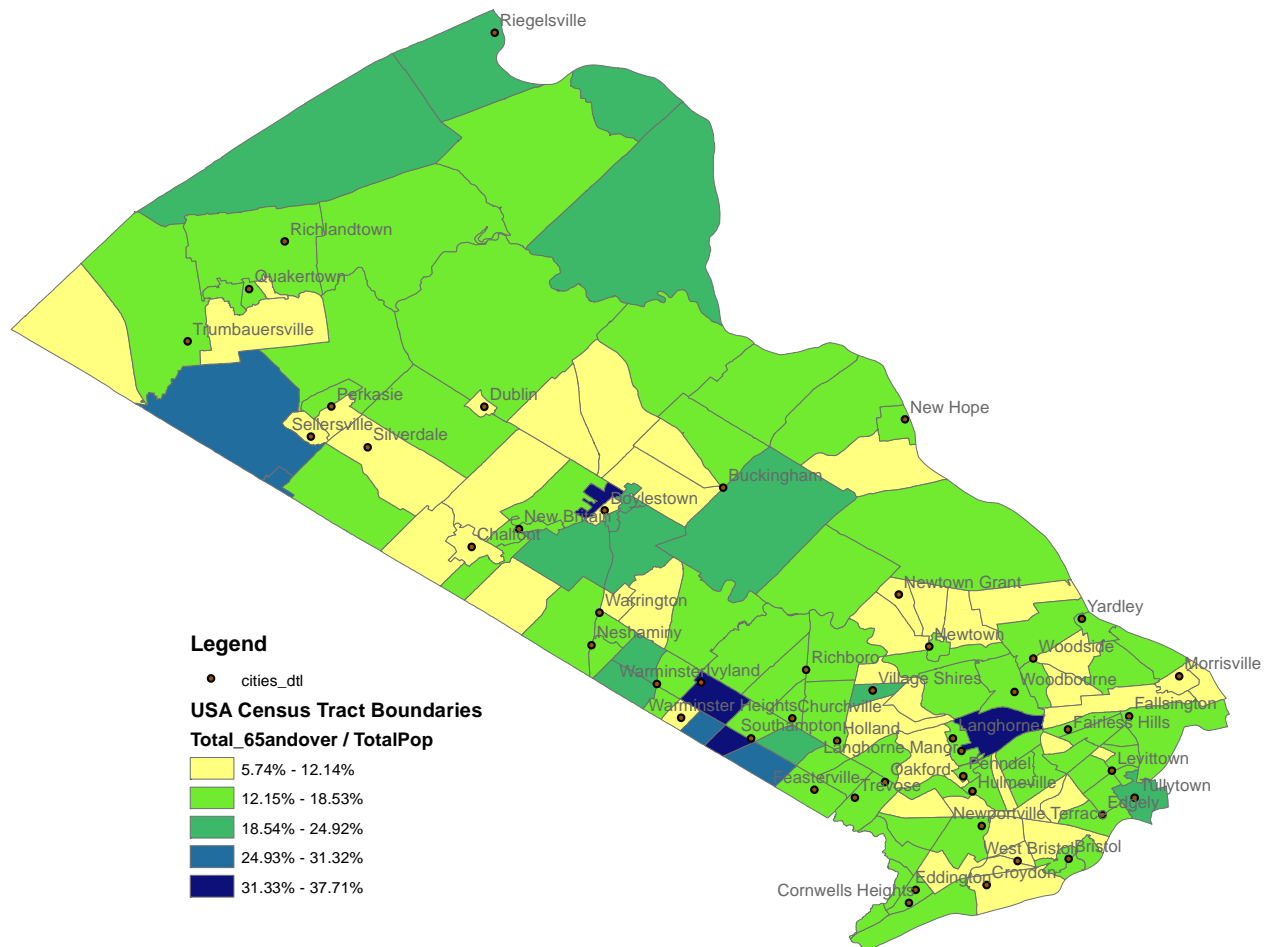 Riegelsville
Richlandtown
Quakertown
Trumbauersville
Perkasie
Dublin
New Hope
Sellersville
Silverdale
Buckingham
Doylestown
New Britain
Chalfont
Newtown Grant
Warrington
Yardley
Neshaminy
Newtown
Woodside
Legend
cities_dtl
Warminster
Ivyland
Richboro
Village Shires
Woodbourne
Morrisville
USA Census Tract Boundaries
Warminster Heights
Churchville
Fallsington
Total_65andover / TotalPop
Southampton
Holland
Langhorne
Fairless Hills
Langhorne Manor
5.74% - 12.14%
Feasterville
Oakford
Penndel
Levittown
12.15% - 18.53%
Trevose
Hulmeville
Tullytown
18.54% - 24.92%
Newportville Terrace
Edgely
24.93% - 31.32%
West Bristol
Bristol
31.33% - 37.71%
Cornwells Heights
Eddington
Croydon